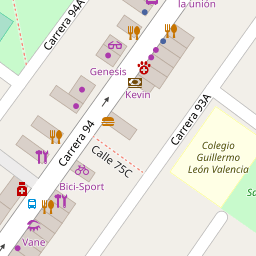 la unión
Carrera 94A
Genesis
Kevin
Carrera 93A
Carrera 94
Calle 75C
Colegio
Guillermo
León Valencia
Bici-Sport
Vane